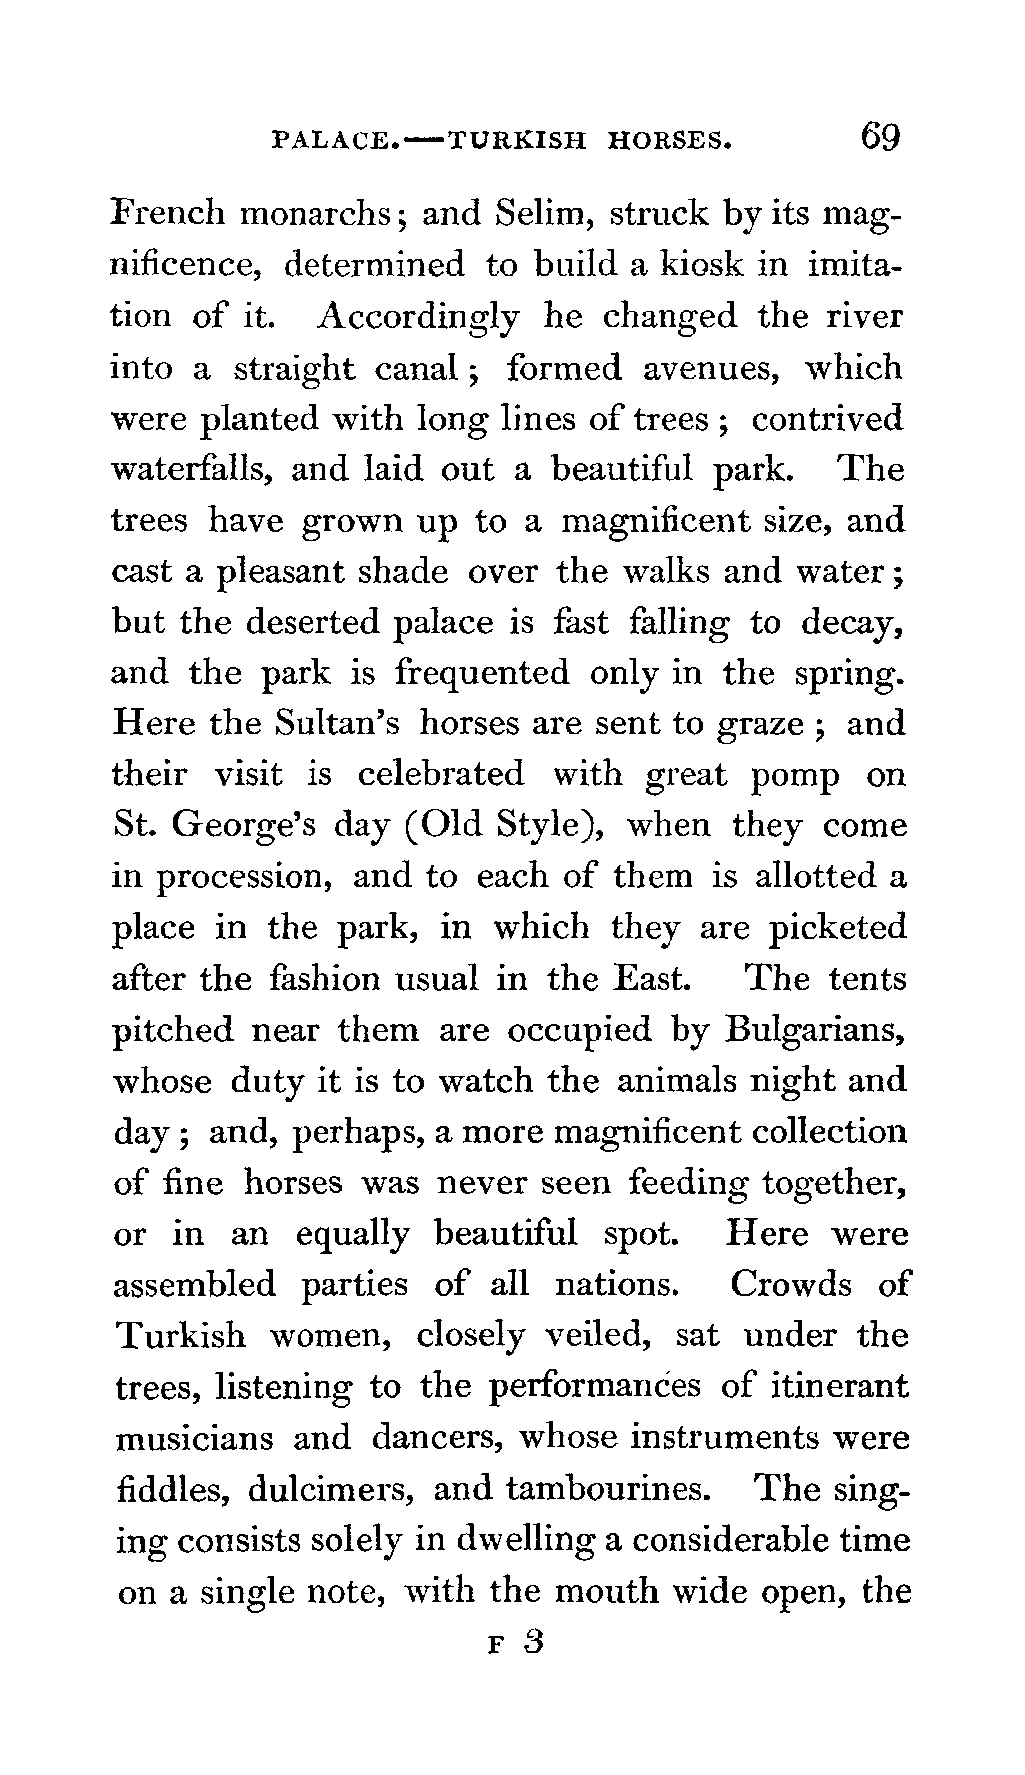 PALACE.—TURKISH HORSES. 69
French monarchs; and Selim, struck by its mag-
nificence, determined to build a kiosk in imita-
tion of it. Accordingly he changed the river
into a straight canal; formed avenues, which
were planted with long lines of trees; contrived
waterfalls, and laid out a beautiful park. The
trees have grown up to a magnificent size, and
cast a pleasant shade over the walks and water;
but the deserted palace is fast falling to decay,
and the park is frequented only in the spring.
Here the Sultan's horses are sent to graze; and
their visit is celebrated with great pomp on
St. George's day (Old Style), when they come
in procession, and to each of them is allotted a
place in the park, in which they are picketed
after the fashion usual in the East. The tents
pitched near them are occupied by Bulgarians,
whose duty it is to watch the animals night and
day; and, perhaps, a more magnificent collection
of fine horses was never seen feeding together,
or in an equally beautiful spot. Here were
assembled parties of all nations. Crowds of
Turkish women, closely veiled, sat under the
trees, listening to the performances of itinerant
musicians and dancers, whose instruments were
fiddles, dulcimers, and tambourines. The sing-
ing consists solely in dwelling a considerable time
on a single note, with the mouth wide open, the
F 3